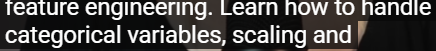 feature engineering. Learn how to handle
categorical variables, scaling and